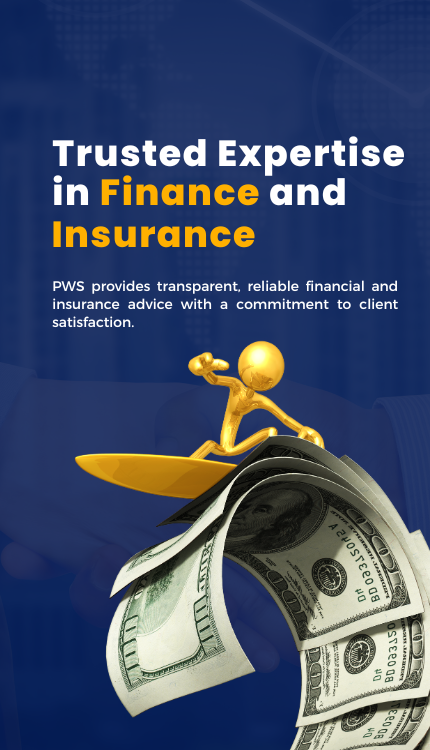 Trusted Expertise
in Finance and
Insurance
PWS provides transparent, reliable financial and
insurance advice with a commitment to client
satisfaction.